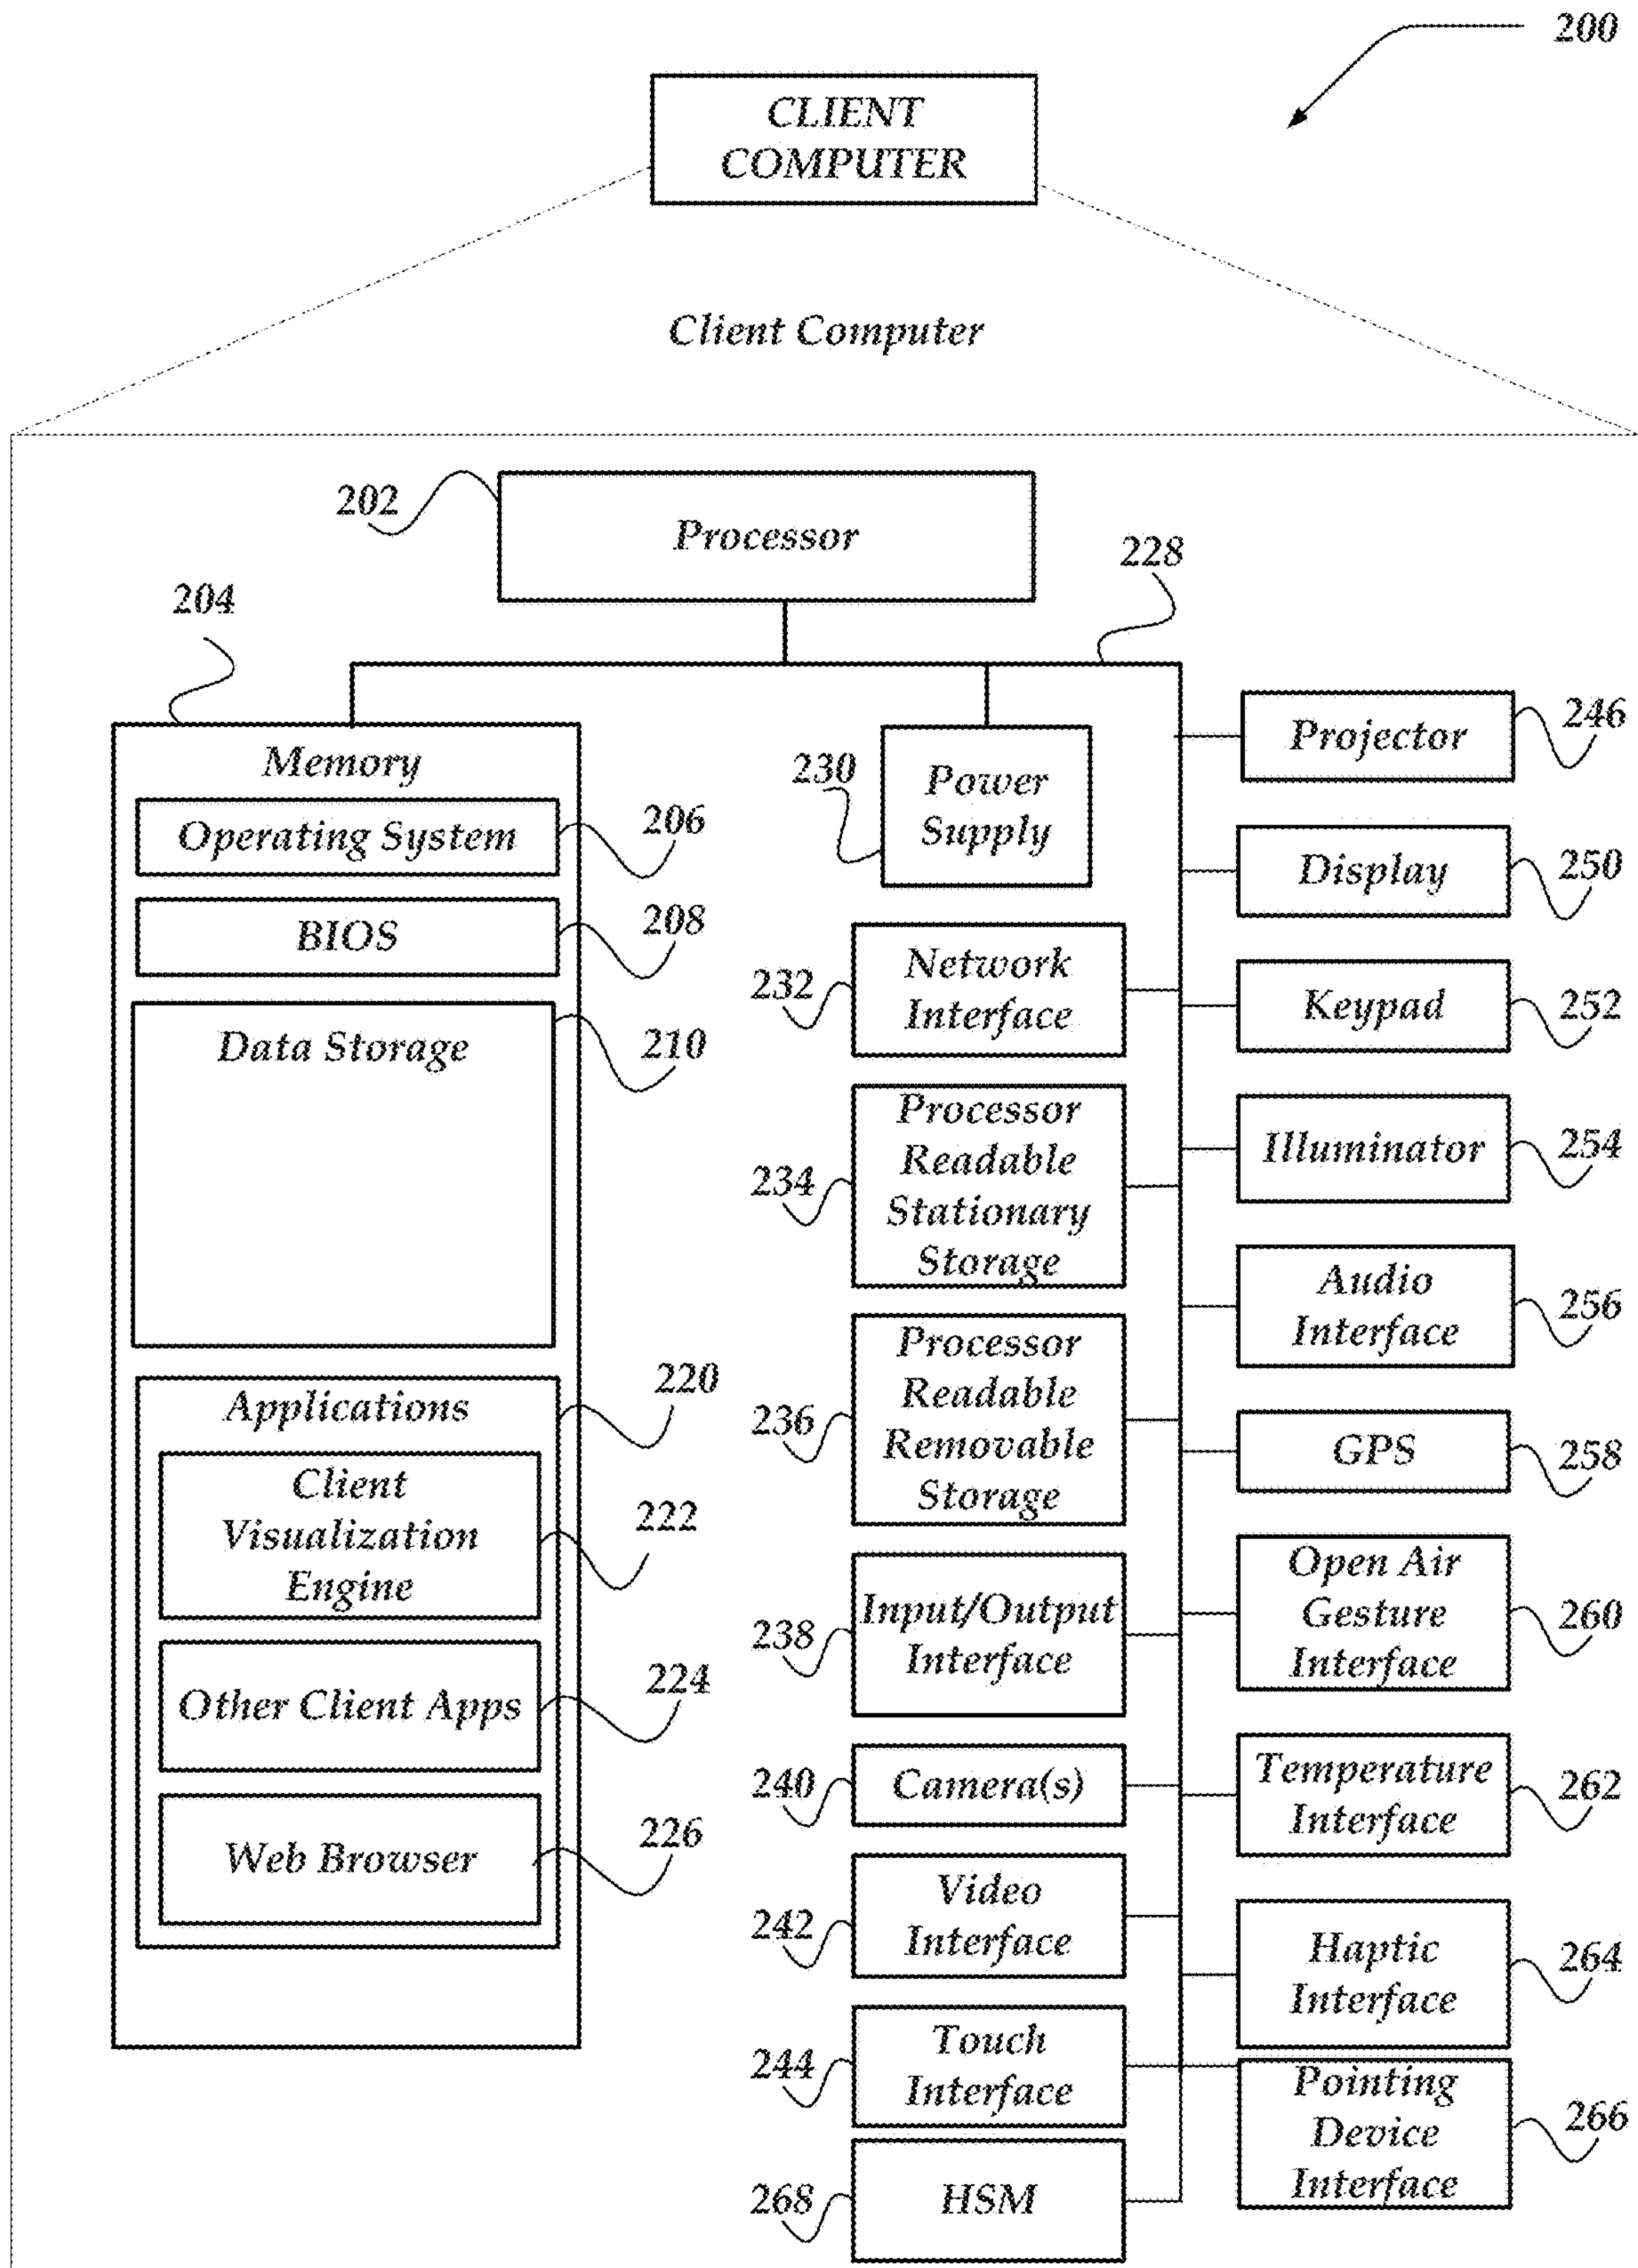 200
CLIENT
COMPUTER
Client Computer
202
Processor
228
204
Memory
Operating System
206
BIOS
208
Data Storage
210
Applications
220
Client
Visualization
Engine
222
Other Client Apps
224
Web Browser
226
230
Power
Supply
232
Network
Interface
234
Processor
Readable
Stationary
Storage
236
Processor
Readable
Removable
Storage
238
Input/Output
Interface
240
Camera(s)
242
Video
Interface
244
Touch
Interface
268
HSM
Projector
246
Display
250
Keypad
252
Illuminator
254
Audio
Interface
256
GPS
258
Open Air
Gesture
Interface
260
Temperature
Interface
262
Haptic
Interface
264
Pointing
Device
Interface
266